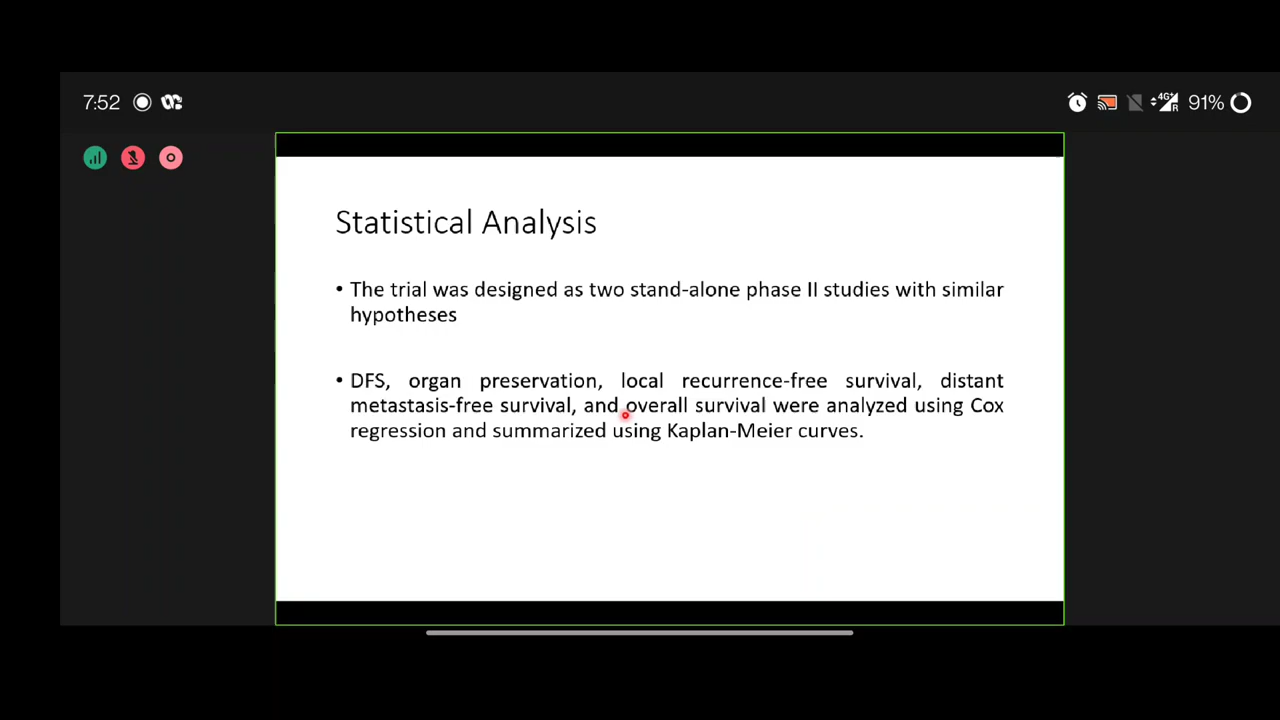 7:52
4G+
R
91%
Statistical Analysis
• The trial was designed as two stand-alone phase II studies with similar
hypotheses
• DFS, organ preservation, local recurrence-free survival, distant
metastasis-free survival, and overall survival were analyzed using Cox
regression and summarized using Kaplan-Meier curves.